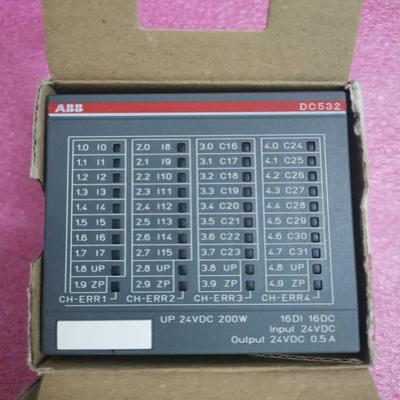 ABB DC532
1.0 I0 2.0 I8 3.0 C16 4.0 C24
1.1 I1 2.1 I9 3.1 C17 4.1 C25
1.2 I2 2.2 I10 3.2 C18 4.2 C26
1.3 I3 2.3 I11 3.3 C19 4.3 C27
1.4 I4 2.4 I12 3.4 C20 4.4 C28
1.5 I5 2.5 I13 3.5 C21 4.5 C29
1.6 I6 2.6 I14 3.6 C22 4.6 C30
1.7 I7 2.7 I15 3.7 C23 4.7 C31
1.8 UP 2.8 UP 3.8 UP 4.8 UP
1.9 ZP 2.9 ZP 3.9 ZP 4.9 ZP
CH-ERR1 CH-ERR2 CH-ERR3 CH-ERR4
UP 24VDC 200W 16DI 16DC
Input 24VDC
Output 24VDC 0.5A